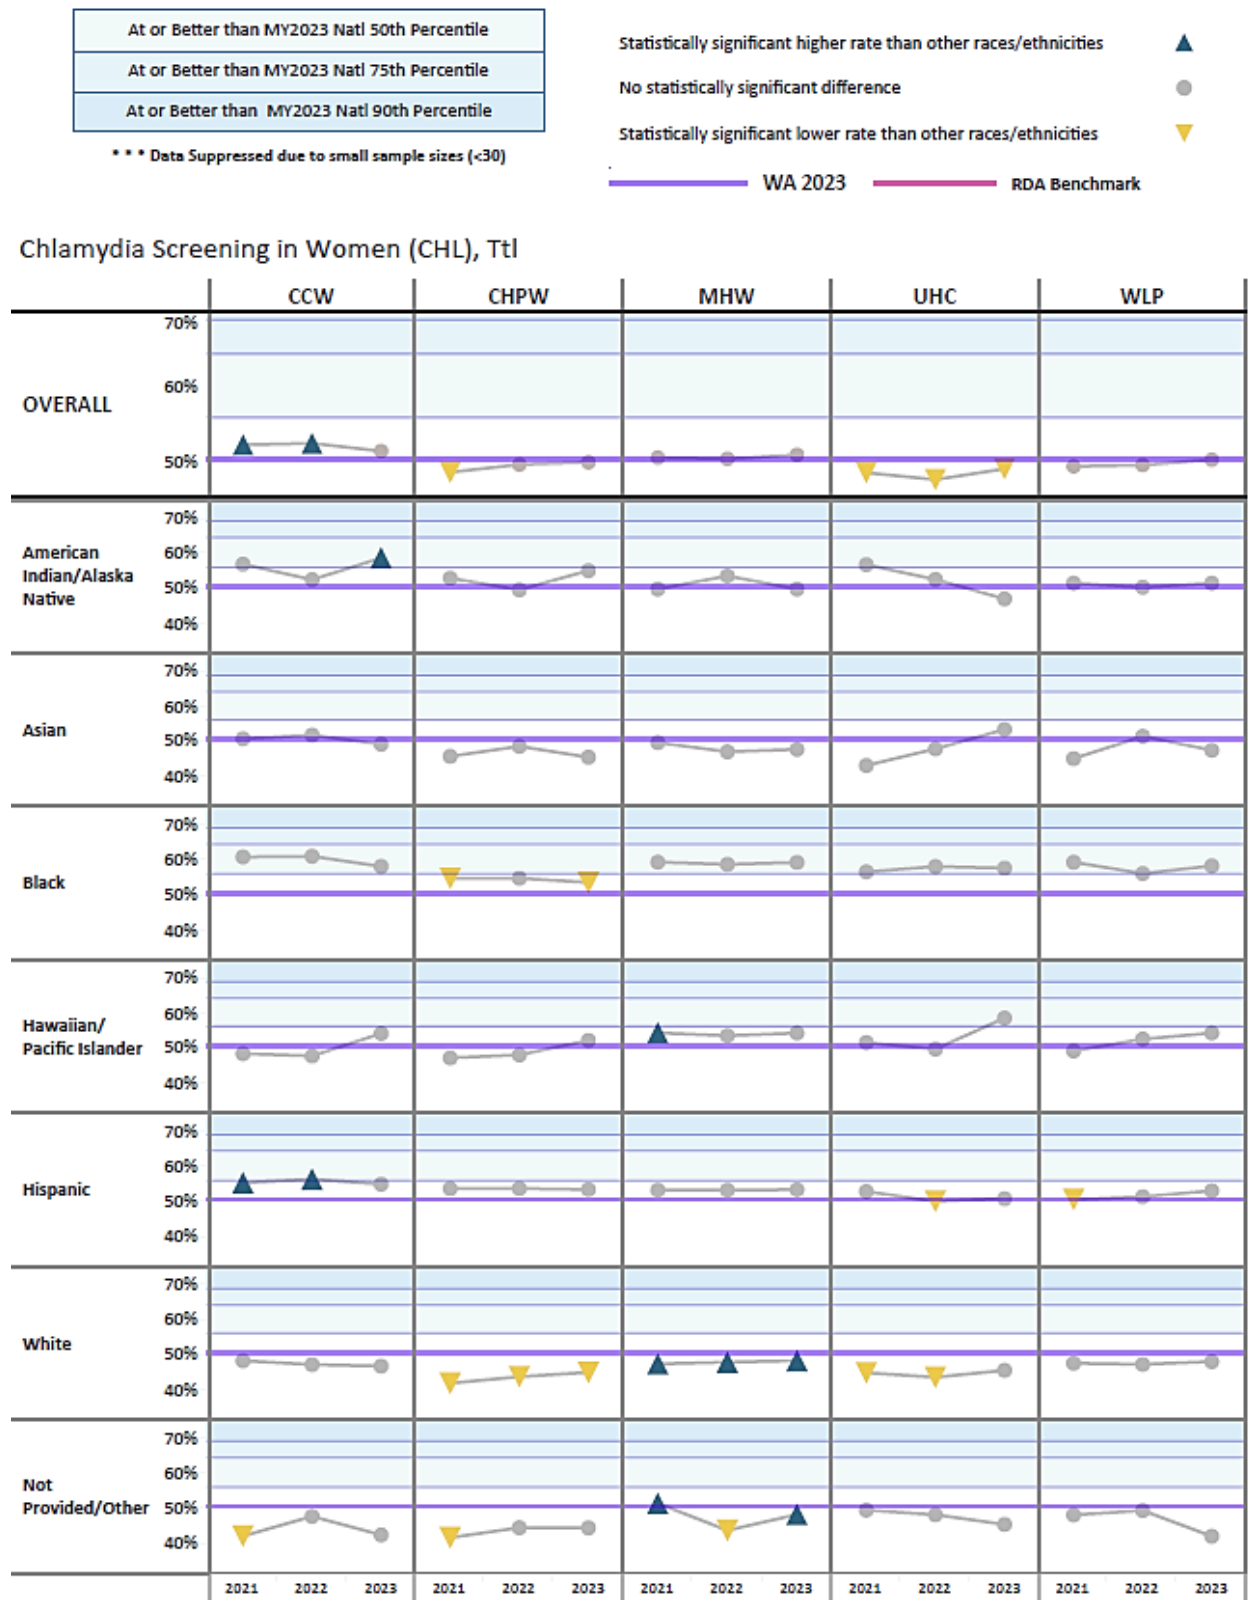 At or Better than MY2023 Natl 50th Percentile
At or Better than MY2023 Natl 75th Percentile
At or Better than MY2023 Natl 90th Percentile
* * * Data Suppressed due to small sample sizes (<30)
Statistically significant higher rate than other races/ethnicities
No statistically significant difference
Statistically significant lower rate than other races/ethnicities
WA 2023 RDA Benchmark
Chlamydia Screening in Women (CHL), Ttl
CCW CHPW MHW UHC WLP
OVERALL
70%
60%
50%
American
Indian/Alaska
Native
70%
60%
50%
40%
Asian
70%
60%
50%
40%
Black
70%
60%
50%
40%
Hawaiian/
Pacific Islander
70%
60%
50%
40%
Hispanic
70%
60%
50%
40%
White
70%
60%
50%
40%
Not
Provided/Other
70%
60%
50%
40%
2021 2022 2023 2021 2022 2023 2021 2022 2023 2021 2022 2023 2021 2022 2023